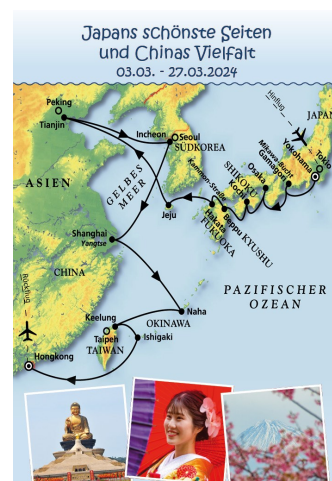 Japans schönste Seiten
und Chinas Vielfalt
03.03. - 27.03.2024
Hinflug
Peking
Tianjin
Incheon
Seoul
SÜDKOREA
JAPAN
Yokohama
Tokio
Mikawa-Bucht
Gamagori
Osaka
Kochi
SHIKOKU
Kanmon-Straße
ASIEN
GELBES
MEER
Jeju
Hakata
FUKUOKA
Beppu
KYUSHU
Shanghai
Yangtse
CHINA
PAZIFISCHER
OZEAN
Rückflug
Naha
OKINAWA
Keelung
Taipeh
TAIWAN
Ishigaki
Hongkong